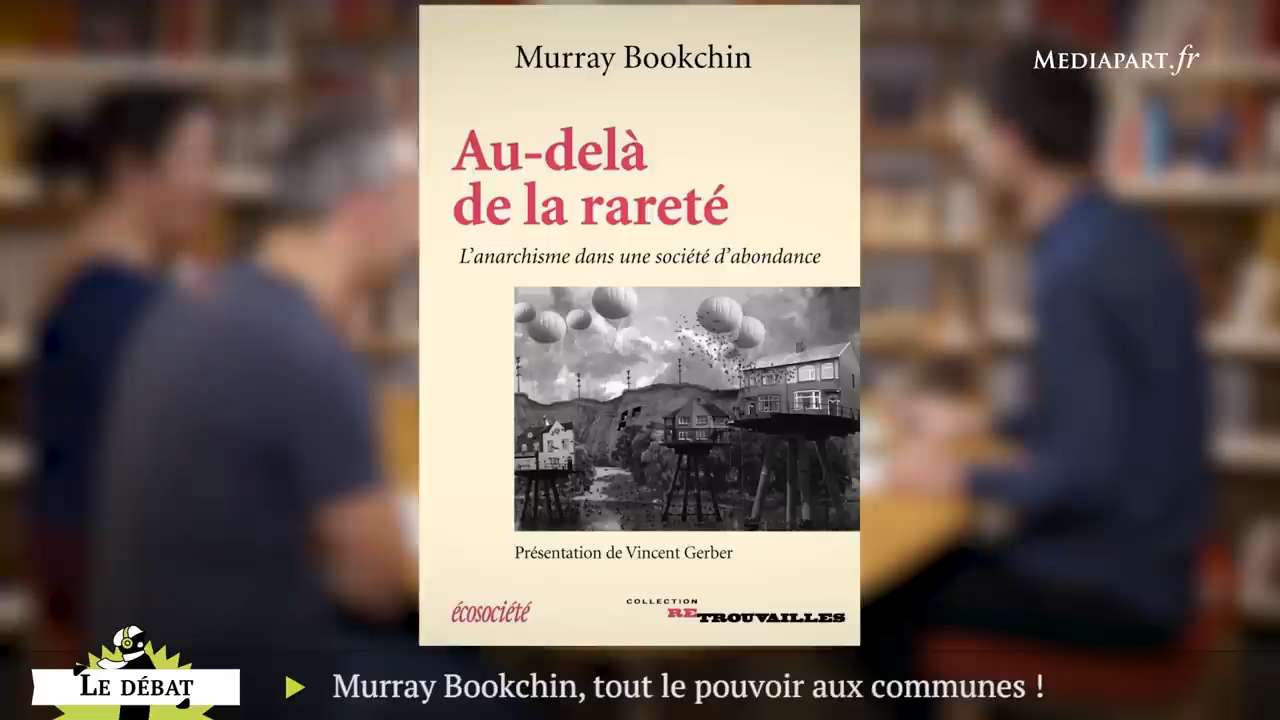 Murray Bookchin
MEDIAPART.fr
Au-delà
de la rareté
L'anarchisme dans une société d'abondance
Présentation de Vincent Gerber
écosociété
COLLECTION
RETROUVAILLES
LE DÉBAT
Murray Bookchin, tout le pouvoir aux communes !